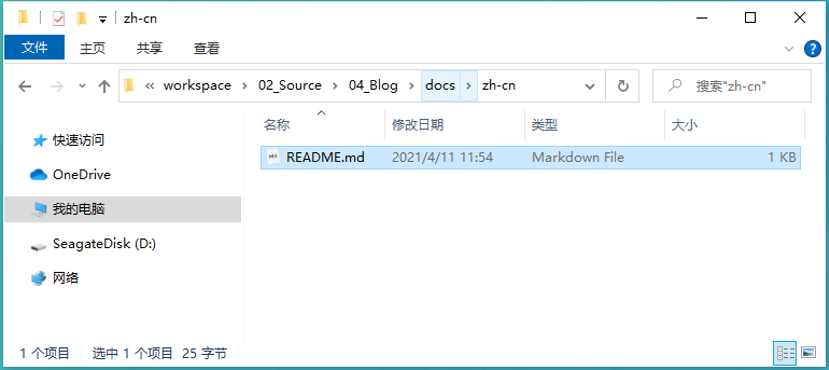 zh-cn
文件 主页 共享 查看
« workspace › 02_Source › 04_Blog › docs › zh-cn 搜索"zh-cn"
名称 修改日期 类型 大小
快速访问
README.md 2021/4/11 11:54 Markdown File 1 KB
OneDrive
我的电脑
SeagateDisk (D:)
网络
1 个项目 选中 1 个项目 25 字节